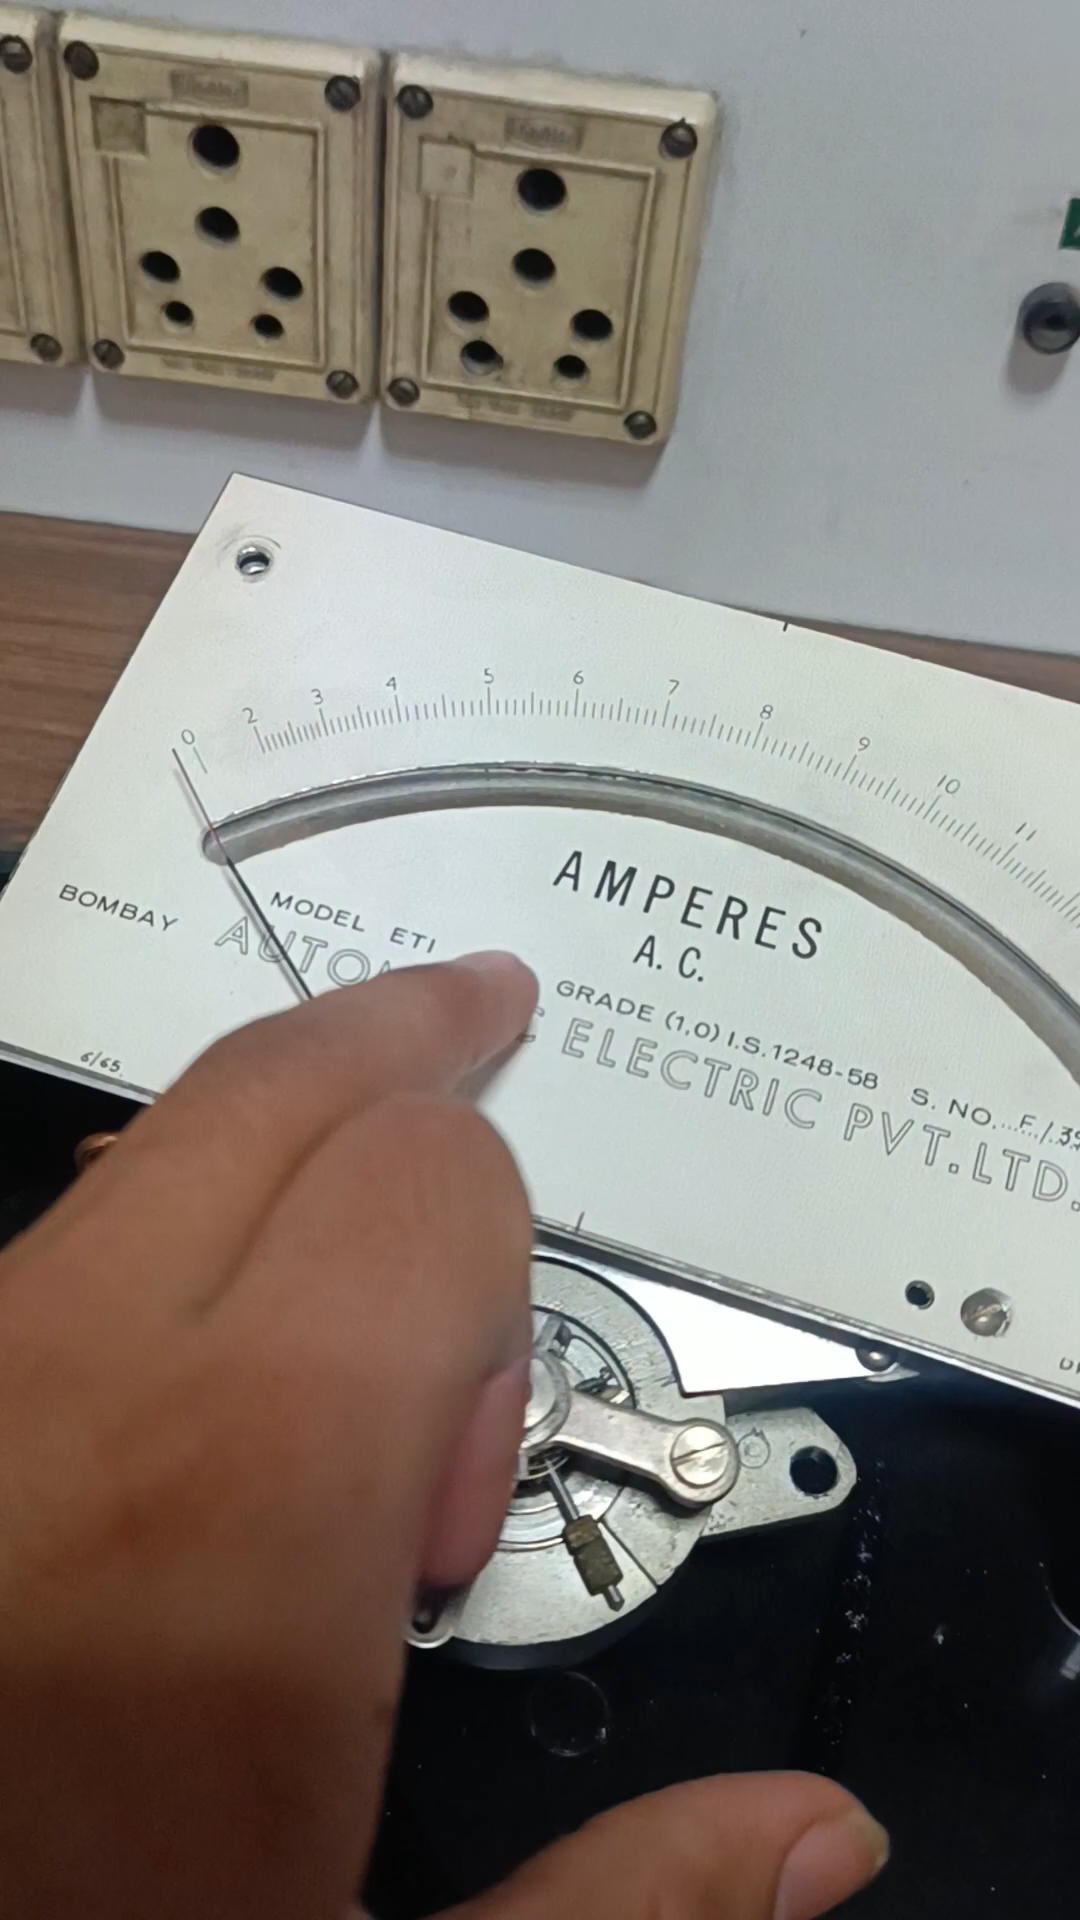 0 2 3 4 5 6 7 8 9 10 11
AMPERES
A. C.
MODEL ETI
GRADE (1,0) I.S.1248-58 S. NO. F/39
BOMBAY
ELECTRIC PVT. LTD.
6/65.